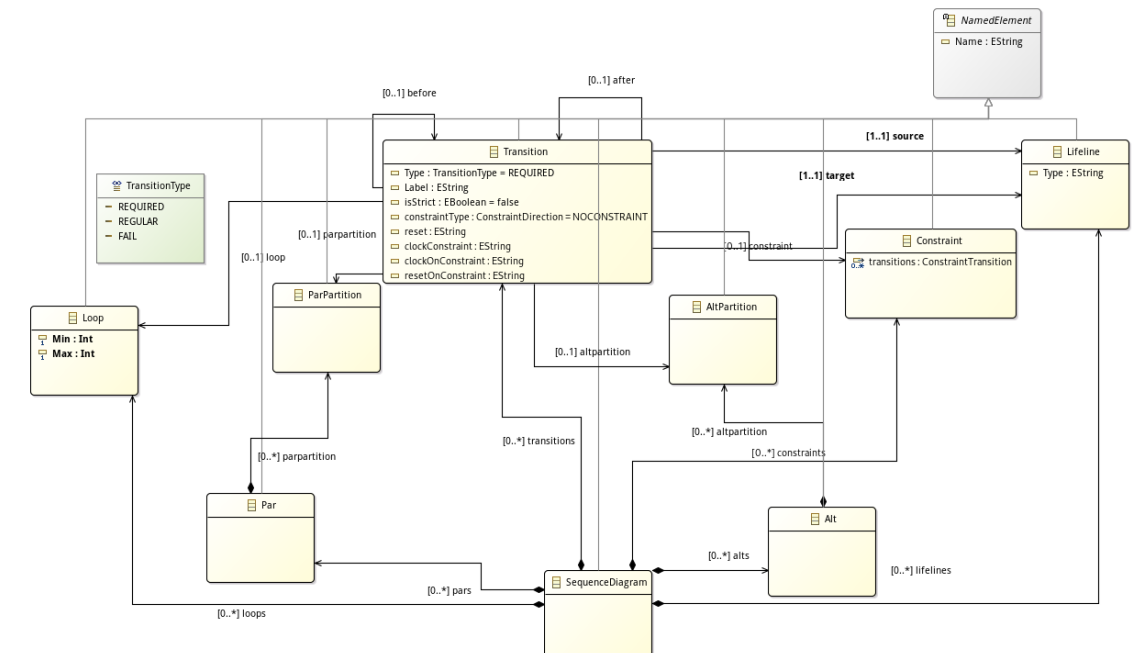 NamedElement
Name : EString
[0..1] after
[0..1] before
[1..1] source
Transition
Lifeline
Type : TransitionType = REQUIRED
Label : EString
isStrict : EBoolean = false
constraintType : ConstraintDirection = NOCONSTRAINT
reset : EString
clockConstraint : EString
clockOnConstraint : EString
resetOnConstraint : EString
Type : EString
[1..1] target
TransitionType
REQUIRED
REGULAR
FAIL
[0..1] parpartition
[0..1] constraint
Constraint
transitions : ConstraintTransition
0..*
[0..1] loop
ParPartition
AltPartition
Loop
Min : Int
1
Max : Int
1
[0..1] altpartition
[0..*] altpartition
[0..*] transitions
[0..*] constraints
[0..*] parpartition
Par
Alt
[0..*] alts
[0..*] lifelines
SequenceDiagram
[0..*] pars
[0..*] loops